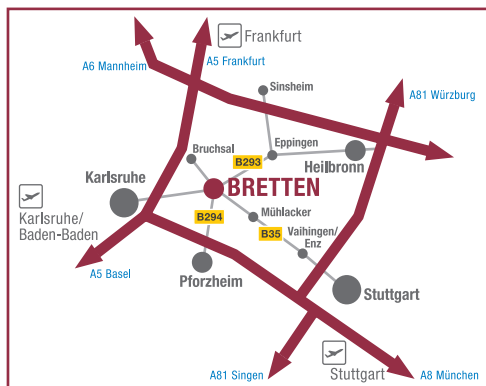 Frankfurt
A6 Mannheim
A5 Frankfurt
Sinsheim
A81 Würzburg
Bruchsal
Eppingen
B293
Heilbronn
Karlsruhe
BRETTEN
Karlsruhe/
Baden-Baden
B294
Mühlacker
B35
Vaihingen/
Enz
A5 Basel
Pforzheim
Stuttgart
A81 Singen
Stuttgart
A8 München